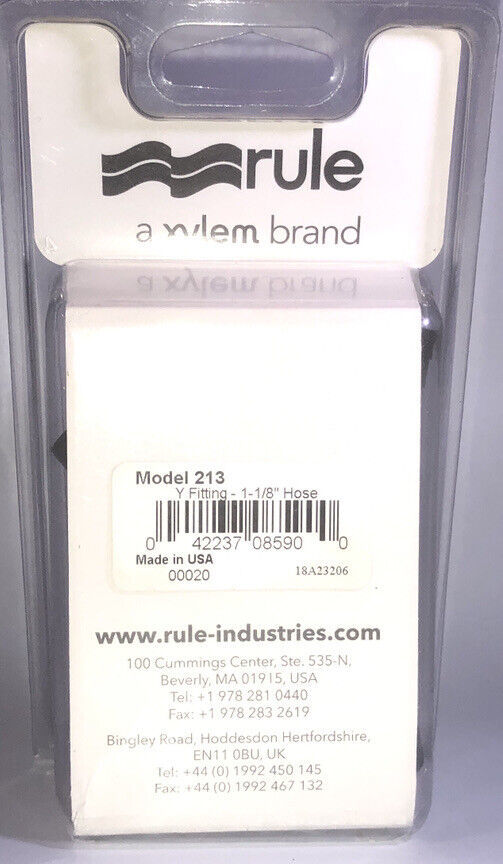 rule
a xylem brand
a xylem brand
Model 213
Y Fitting - 1-1/8" Hose
0 42237 08590 0
Made in USA
00020 18A23206
www.rule-industries.com
100 Cummings Center, Ste. 535-N,
Beverly, MA 01915, USA
Tel: +1 978 281 0440
Fax: +1 978 283 2619
Bingley Road, Hoddesdon Hertfordshire,
EN11 0BU, UK
Tel: +44 (0) 1992 450 145
Fax: +44 (0) 1992 467 132